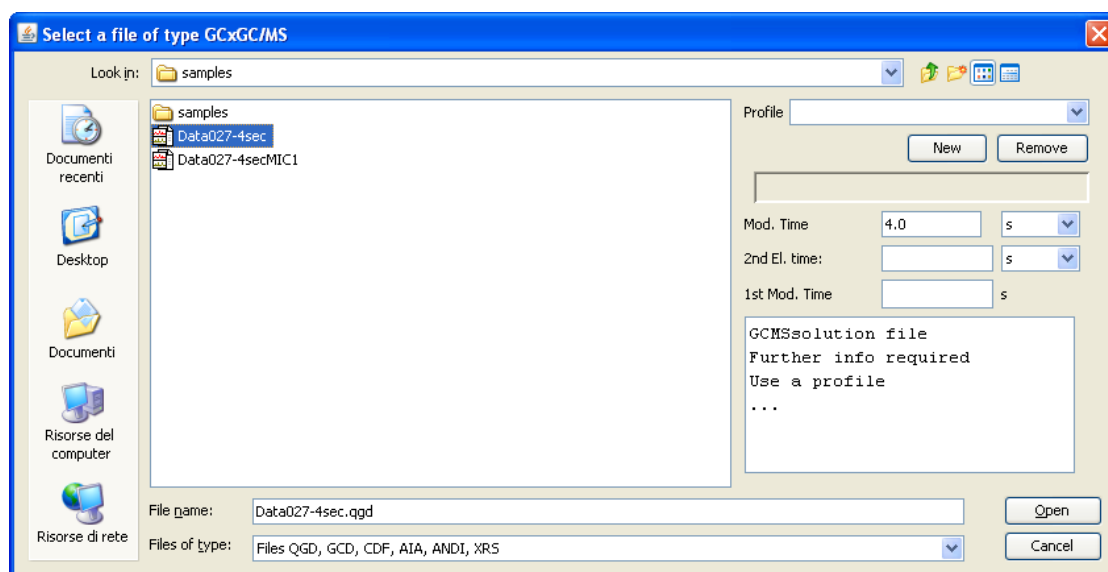 Select a file of type GCxGC/MS
Look in:
samples
Documenti
recenti
Desktop
Documenti
Risorse del
computer
Risorse di rete
samples
Data027-4sec
Data027-4secMIC1
Profile
New
Remove
Mod. Time
4.0
s
2nd El. time:
s
1st Mod. Time
s
GCMSsolution file
Further info required
Use a profile
...
File name:
Data027-4sec.qgd
Open
Files of type:
Files QGD, GCD, CDF, AIA, ANDI, XRS
Cancel